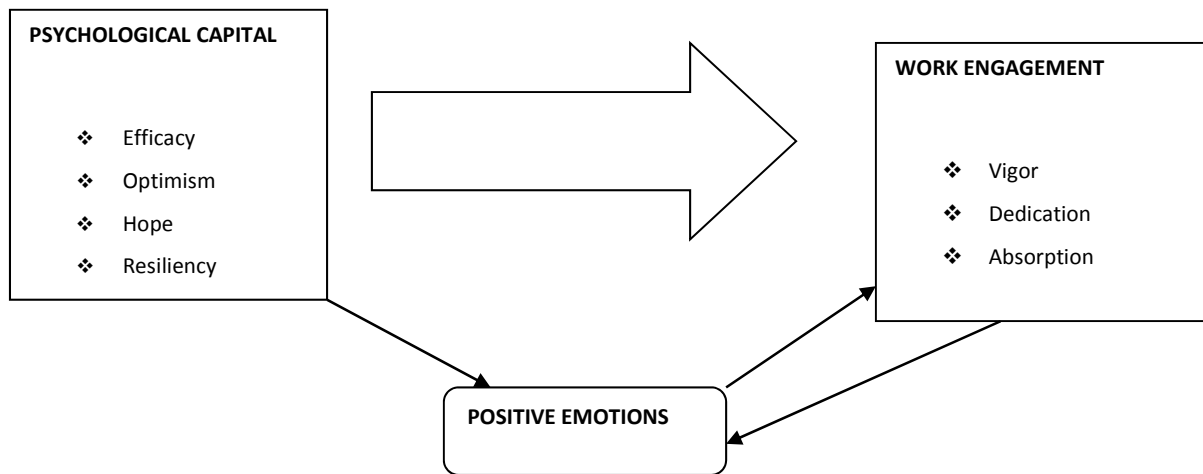 PSYCHOLOGICAL CAPITAL
❖ Efficacy
❖ Optimism
❖ Hope
❖ Resiliency
WORK ENGAGEMENT
❖ Vigor
❖ Dedication
❖ Absorption
POSITIVE EMOTIONS